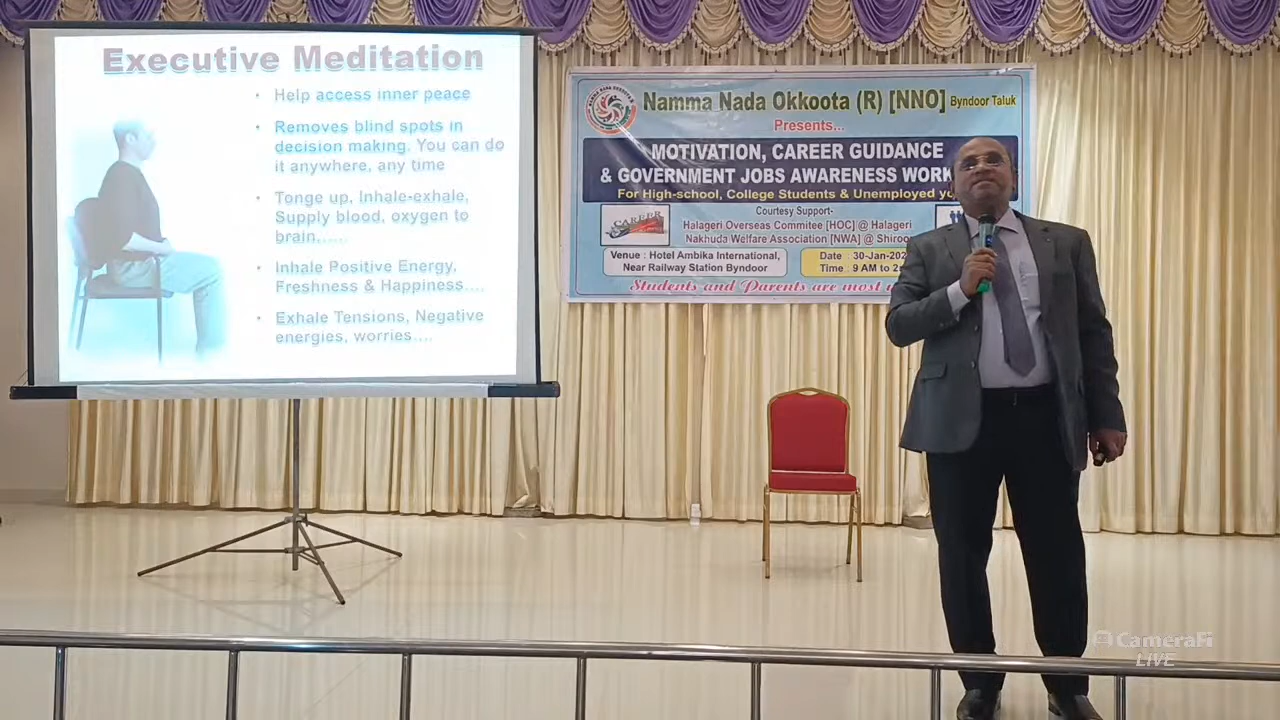 Executive Meditation
• Help access inner peace
• Removes blind spots in
decision making. You can do
it anywhere, any time
• Tonge up, Inhale-exhale,
Supply blood, oxygen to
brain......
• Inhale Positive Energy,
Freshness & Happiness....
• Exhale Tensions, Negative
energies, worries....
Namma Nada Okkoota (R) [NNO] Byndoor Taluk
Presents...
MOTIVATION, CAREER GUIDANCE
& GOVERNMENT JOBS AWARENESS WORK
For High-school, College Students & Unemployed yo
Courtesy Support-
CAREER
Halageri Overseas Commitee [HOC] @ Halageri
Nakhuda Welfare Association [NWA] @ Shiroo
Venue : Hotel Ambika International,
Near Railway Station Byndoor
Date : 30-Jan-202
Time : 9 AM to 2
Students and Parents are most
CameraFi
LIVE